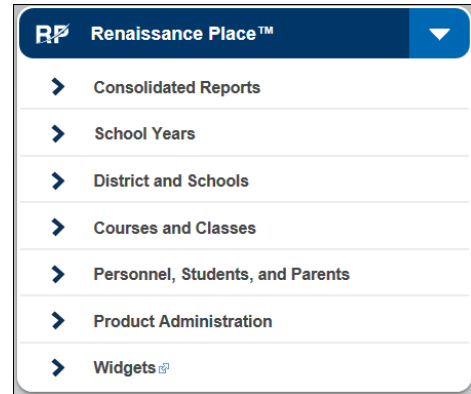 RP Renaissance Place™
Consolidated Reports
School Years
District and Schools
Courses and Classes
Personnel, Students, and Parents
Product Administration
Widgets